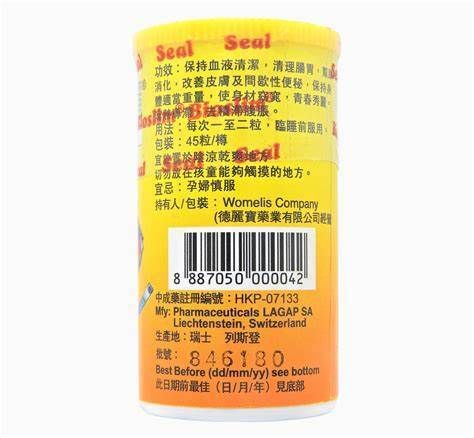 Seal Seal
功效：保持血液清潔，清理腸胃，幫
消化，改善皮膚及間歇性便秘，保持身
體適當重量，使身材窈窕，青春秀麗，
用法：每次一至二粒，臨睡前服用
包裝：45粒/樽
Seal
宜置於陰涼乾燥地方
切勿放在孩童能夠觸摸的地方。
宜忌：孕婦慎服
持有人/包裝：Womelis Company
(德麗寶藥業有限公司經營
8 887050 000042
中成藥註冊編號：HKP-07133
Mfy: Pharmaceuticals LAGAP SA
Liechtenstein, Switzerland
生產地：瑞士 列斯登
批號：846180
Best Before (dd/mm/yy) see bottom
此日期前最佳（日/月/年）見底部